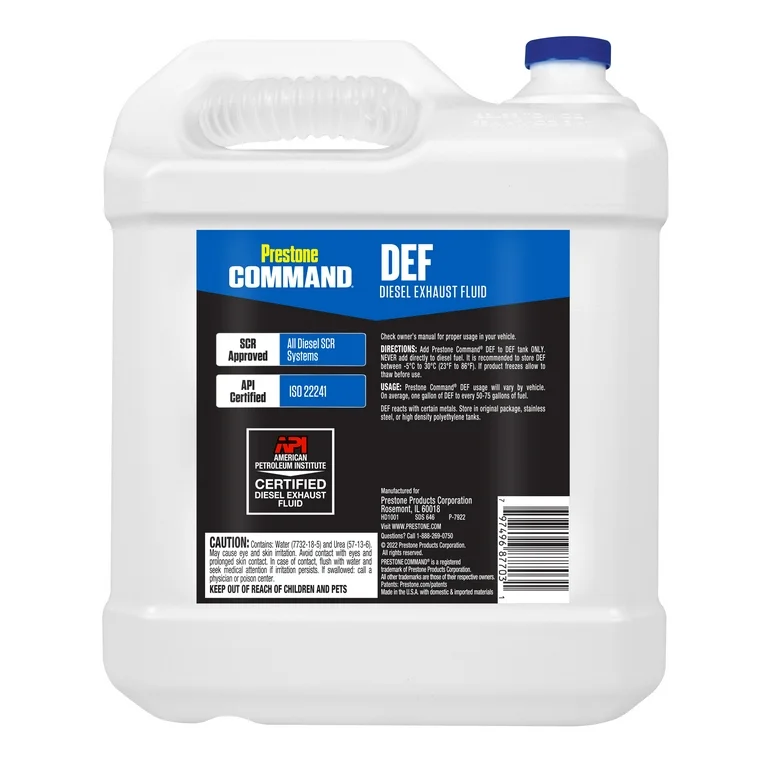 Prestone
COMMAND
DEF
DIESEL EXHAUST FLUID
SCR
Approved
All Diesel SCR
Systems
API
Certified
ISO 22241
API
AMERICAN
PETROLEUM INSTITUTE
CERTIFIED
DIESEL EXHAUST
FLUID
Check owner's manual for proper usage in your vehicle.
DIRECTIONS: Add Prestone Command® DEF to DEF tank ONLY.
NEVER add directly to diesel fuel. It is recommended to store DEF
between -5°C to 30°C (23°F to 86°F). If product freezes allow to
thaw before use.
USAGE: Prestone Command® DEF usage will vary by vehicle.
On average, one gallon of DEF to every 50-75 gallons of fuel.
DEF reacts with certain metals. Store in original package, stainless
steel, or high density polyethylene tanks.
CAUTION: Contains: Water (7732-18-5) and Urea (57-13-6).
May cause eye and skin irritation. Avoid contact with eyes and
prolonged skin contact. In case of contact, flush with water and
seek medical attention if irritation persists. If swallowed: call a
physician or poison center.
KEEP OUT OF REACH OF CHILDREN AND PETS
Manufactured for
Prestone Products Corporation
Rosemont, IL 60018
HD1001 SDS 646 P-7922
Visit WWW.PRESTONE.COM
Questions? Call 1-888-269-0750
© 2022 Prestone Products Corporation.
All rights reserved.
PRESTONE COMMAND® is a registered
trademark of Prestone Products Corporation.
All other trademarks are those of their respective owners.
Patents: Prestone.com/patents
Made in the U.S.A. with domestic & imported materials
7 97496 87703 1